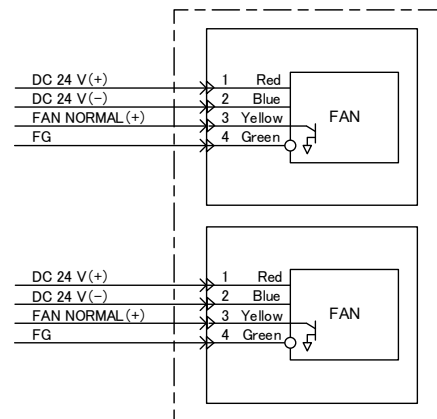 DC 24 V(+) 1 Red
DC 24 V(-) 2 Blue
FAN NORMAL(+) 3 Yellow
FG 4 Green
FAN
DC 24 V(+) 1 Red
DC 24 V(-) 2 Blue
FAN NORMAL(+) 3 Yellow
FG 4 Green
FAN